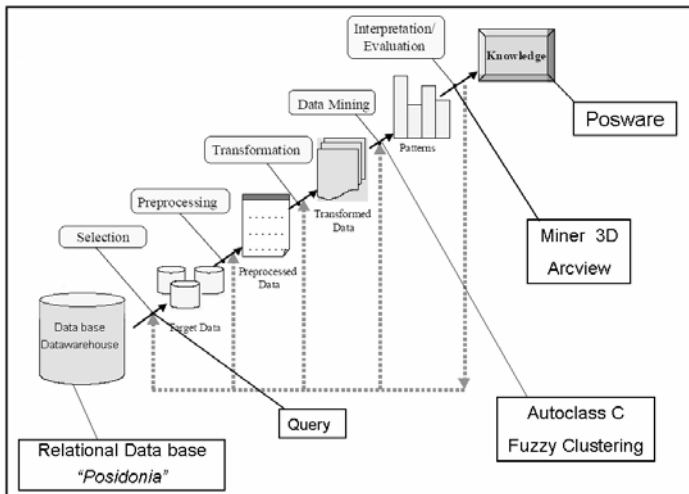 Interpretation/
Evaluation
Knowledge
Data Mining
Posware
Patterns
Transformation
Transformed
Data
Preprocessing
Miner 3D
Arcview
Selection
Preprocessed
Data
Target Data
Data base
Datawarehouse
Query
Autoclass C
Fuzzy Clustering
Relational Data base
"Posidonia"